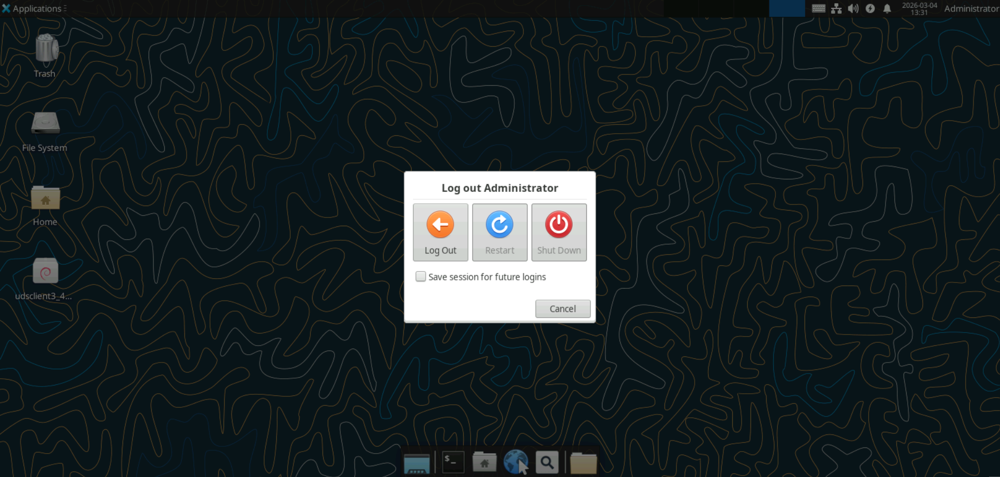 Applications
2026-03-04
13:31
Administrator
Trash
File System
Home
udsclient3_4...
Log out Administrator
Log Out
Restart
Shut Down
Save session for future logins
Cancel
$_